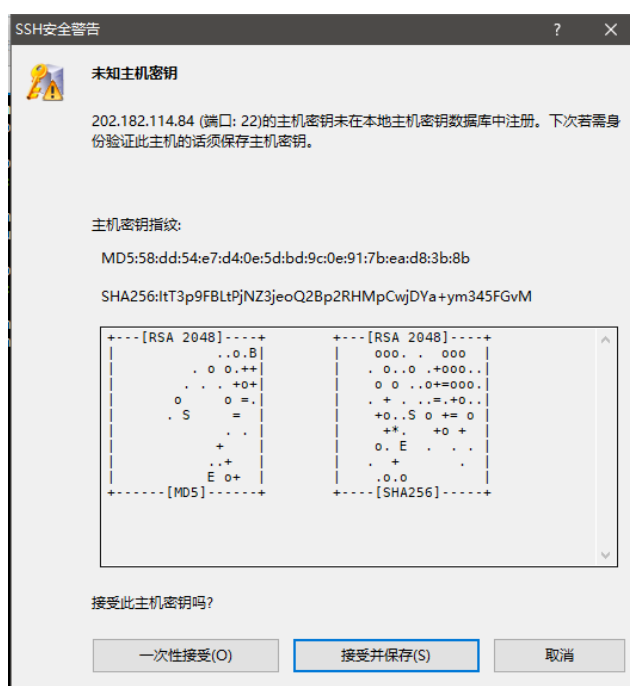 SSH安全警告 ? ×
未知主机密钥
202.182.114.84 (端口: 22)的主机密钥未在本地主机密钥数据库中注册。下次若需身
份验证此主机的话须保存主机密钥。
主机密钥指纹:
MD5:58:dd:54:e7:d4:0e:5d:bd:9c:0e:91:7b:ea:d8:3b:8b
SHA256:ItT3p9FBLtPjNZ3jeoQ2Bp2RHMpCwjDYa+ym345FGvM
+---[RSA 2048]----+        +---[RSA 2048]----+
|            ..o.B|        |    ooo. .  ooo  |
|         . o o.++|        |   . o..o .+ooo..|
|        . . . +o+|        |    o o ..o+=ooo.|
|       o     o =.|        |   . + . ..=.+o..|
|      . S     =  |        |    +o..S o += o |
|             . . |        |     +*.  +o +   |
|            +    |        |    o. E  . . .  |
|           ..+   |        |   .  +       .  |
|           E o+  |        |    .o.o         |
+------[MD5]------+        +----[SHA256]-----+
接受此主机密钥吗?
一次性接受(O) 接受并保存(S) 取消